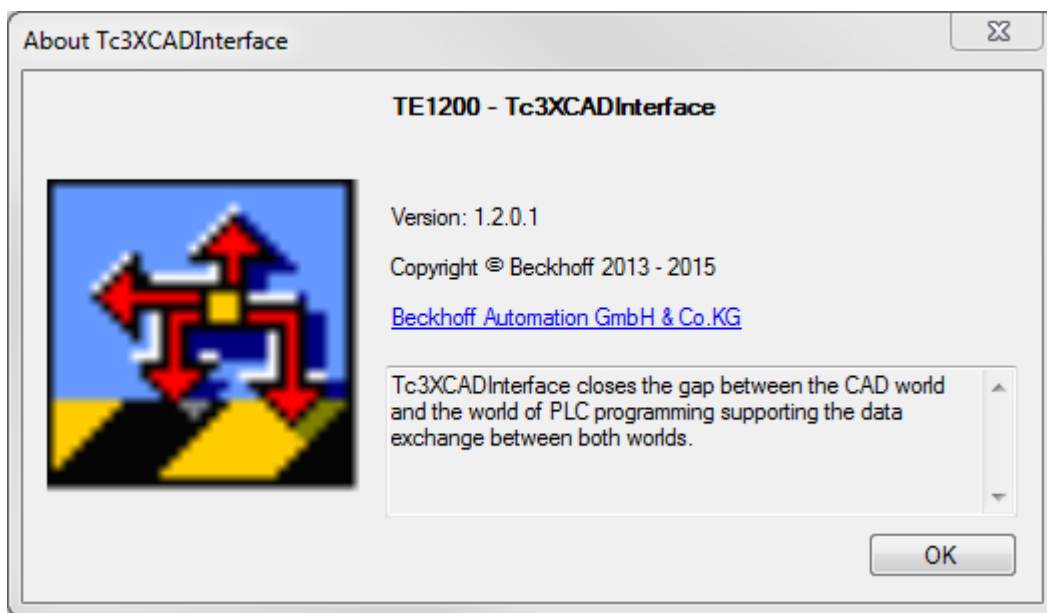 About Tc3XCADInterface
TE1200 - Tc3XCADInterface
Version: 1.2.0.1
Copyright © Beckhoff 2013 - 2015
Beckhoff Automation GmbH & Co.KG
Tc3XCADInterface closes the gap between the CAD world
and the world of PLC programming supporting the data
exchange between both worlds.
OK